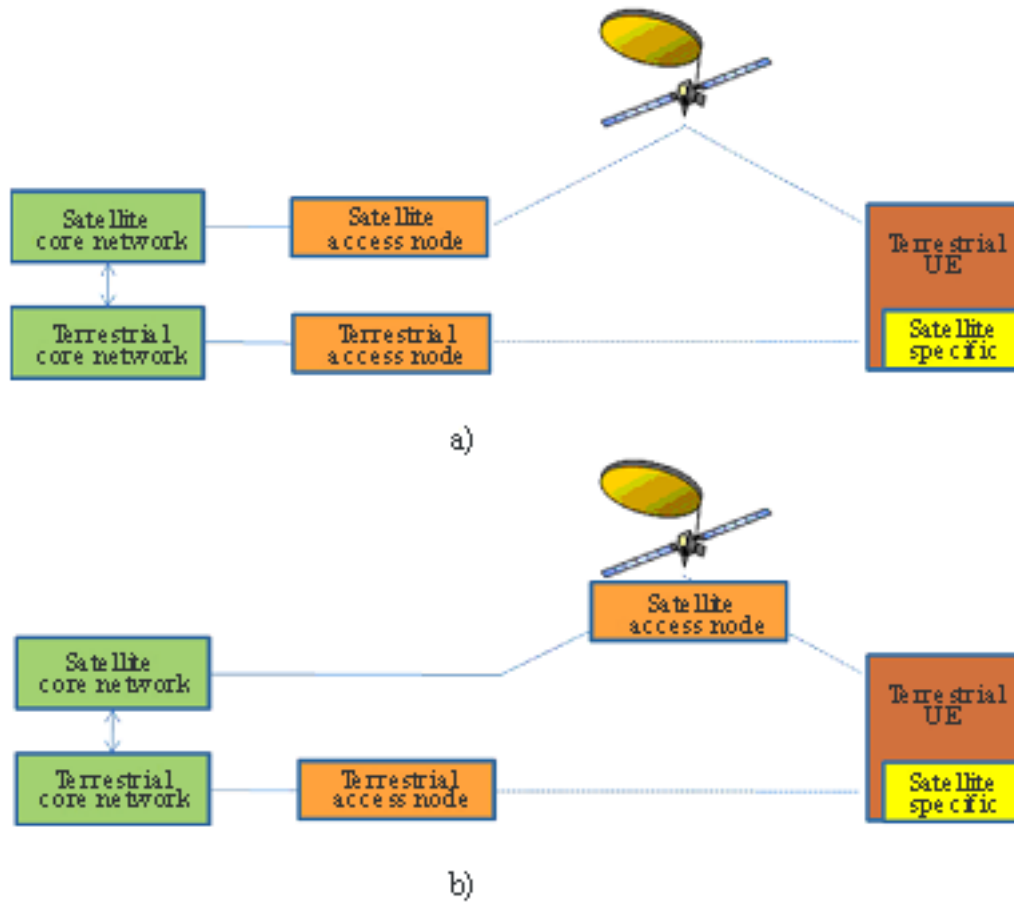 Satellite
core network
Satellite
access node
Terrestrial
UE
Terrestrial
core network
Terrestrial
access node
Satellite
specific
a)
Satellite
access node
Satellite
core network
Terrestrial
UE
Terrestrial
core network
Terrestrial
access node
Satellite
specific
b)